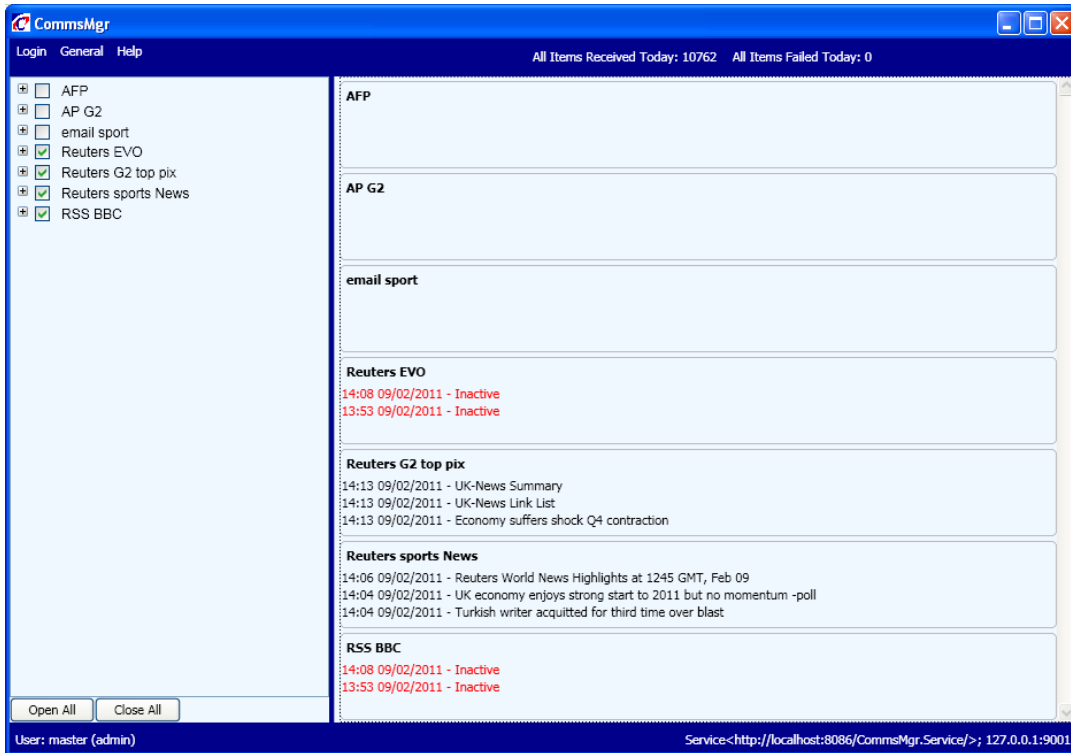 CommsMgr
Login General Help
All Items Received Today: 10762 All Items Failed Today: 0
AFP
AP G2
email sport
Reuters EVO
Reuters G2 top pix
Reuters sports News
RSS BBC
Open All Close All
AFP
AP G2
email sport
Reuters EVO
14:08 09/02/2011 - Inactive
13:53 09/02/2011 - Inactive
Reuters G2 top pix
14:13 09/02/2011 - UK-News Summary
14:13 09/02/2011 - UK-News Link List
14:13 09/02/2011 - Economy suffers shock Q4 contraction
Reuters sports News
14:06 09/02/2011 - Reuters World News Highlights at 1245 GMT, Feb 09
14:04 09/02/2011 - UK economy enjoys strong start to 2011 but no momentum -poll
14:04 09/02/2011 - Turkish writer acquitted for third time over blast
RSS BBC
14:08 09/02/2011 - Inactive
13:53 09/02/2011 - Inactive
User: master (admin)
Service<http://localhost:8086/CommsMgr.Service/>; 127.0.0.1:9001